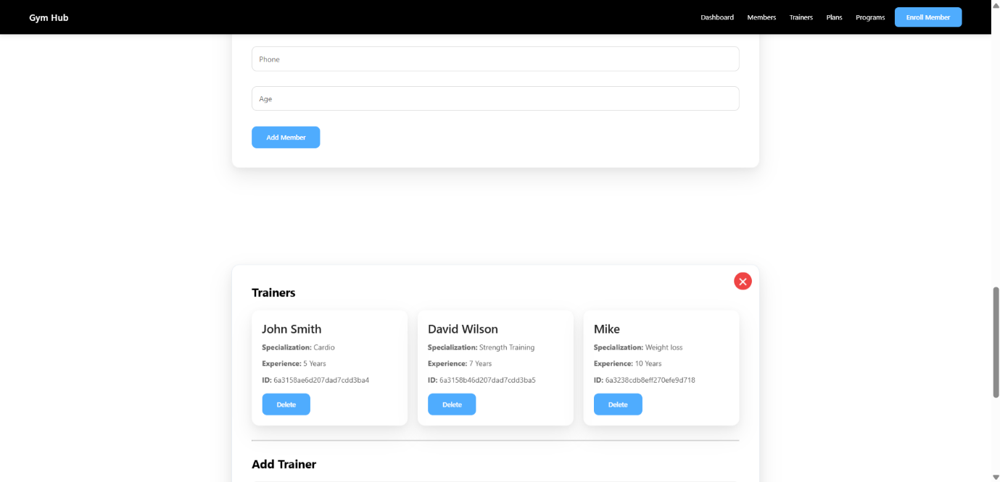 Gym Hub
Dashboard Members Trainers Plans Programs Enroll Member
Phone
Age
Add Member
Trainers
John Smith
Specialization: Cardio
Experience: 5 Years
ID: 6a3158ae6d207dad7cdd3ba4
Delete
David Wilson
Specialization: Strength Training
Experience: 7 Years
ID: 6a3158b46d207dad7cdd3ba5
Delete
Mike
Specialization: Weight loss
Experience: 10 Years
ID: 6a3238cdb8eff270efe9d718
Delete
Add Trainer